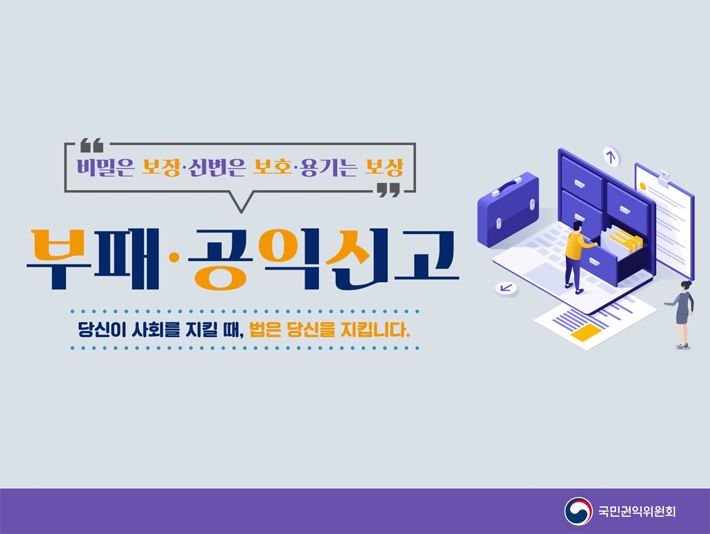 비밀은 보장·신변은 보호·용기는 보상
부패·공익신고
당신이 사회를 지킬 때, 법은 당신을 지킵니다.
국민권익위원회